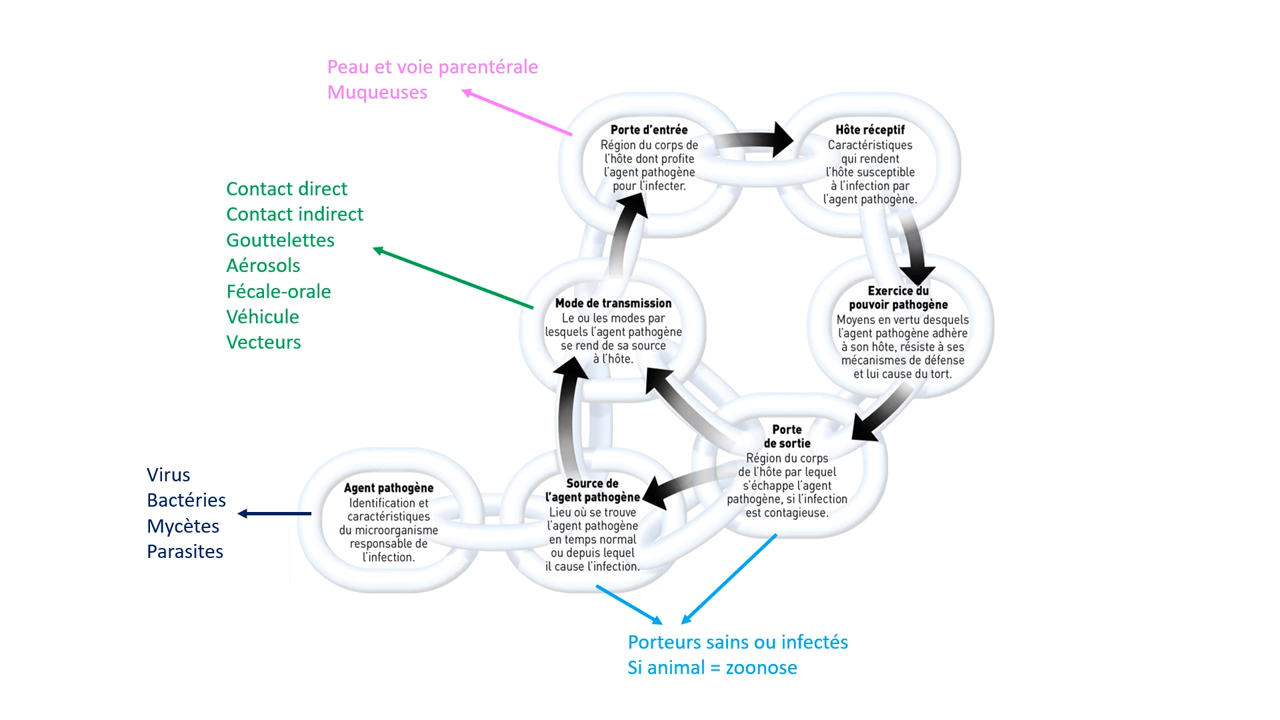 Peau et voie parentérale
Muqueuses
Porte d'entrée
Région du corps de
l'hôte dont profite
l'agent pathogène
pour l'infecter.
Hôte réceptif
Caractéristiques
qui rendent
l'hôte susceptible
à l'infection par
l'agent pathogène.
Contact direct
Contact indirect
Gouttelettes
Aérosols
Fécale-orale
Véhicule
Vecteurs
Mode de transmission
Le ou les modes par
lesquels l'agent pathogène
se rend de sa source
à l'hôte.
Exercice du
pouvoir pathogène
Moyens en vertu desquels
l'agent pathogène adhère
à son hôte, résiste à ses
mécanismes de défense
et lui cause du tort.
Porte
de sortie
Région du corps
de l'hôte par lequel
s'échappe l'agent
pathogène, si l'infection
est contagieuse.
Virus
Bactéries
Mycètes
Parasites
Agent pathogène
Identification et
caractéristiques
du microorganisme
responsable de
l'infection.
Source de
l'agent pathogène
Lieu où se trouve
l'agent pathogène
en temps normal
ou depuis lequel
il cause l'infection.
Porteurs sains ou infectés
Si animal = zoonose